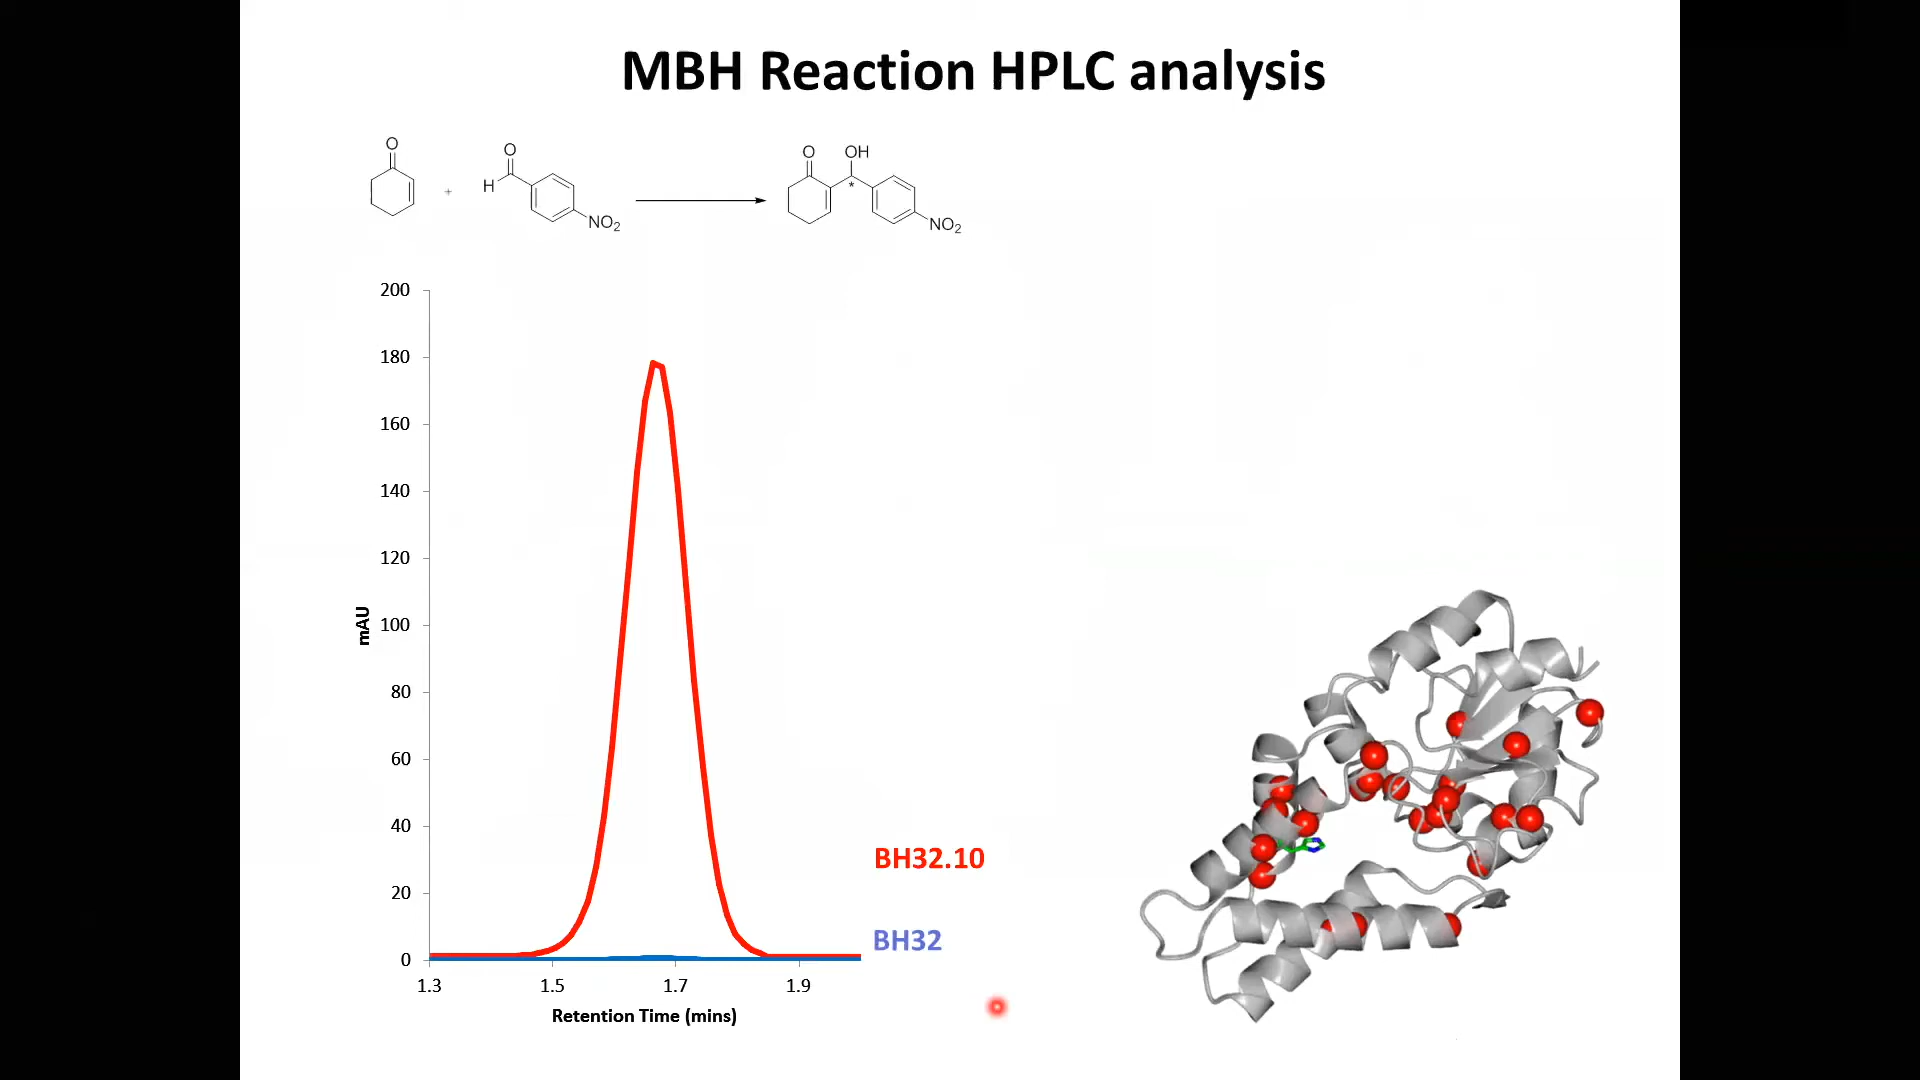 MBH Reaction HPLC analysis
O
+
H
O
NO2
O
OH
*
NO2
200
180
160
140
120
100
80
60
40
20
0
mAU
1.3 1.5 1.7 1.9
Retention Time (mins)
BH32.10
BH32